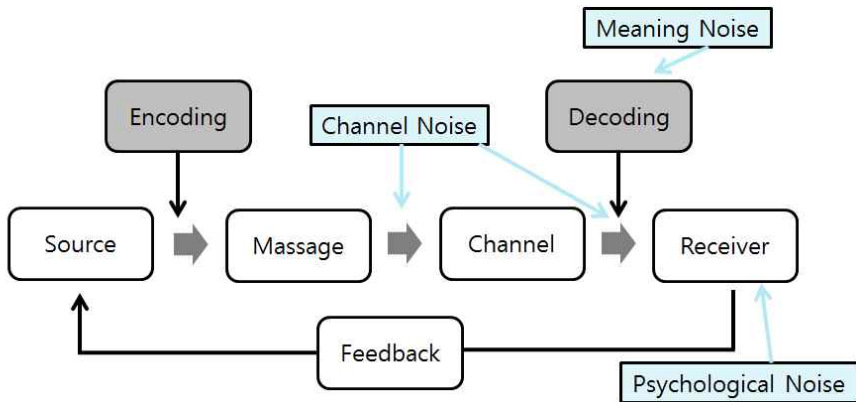 Meaning Noise
Encoding
Channel Noise
Decoding
Source
Massage
Channel
Receiver
Feedback
Psychological Noise